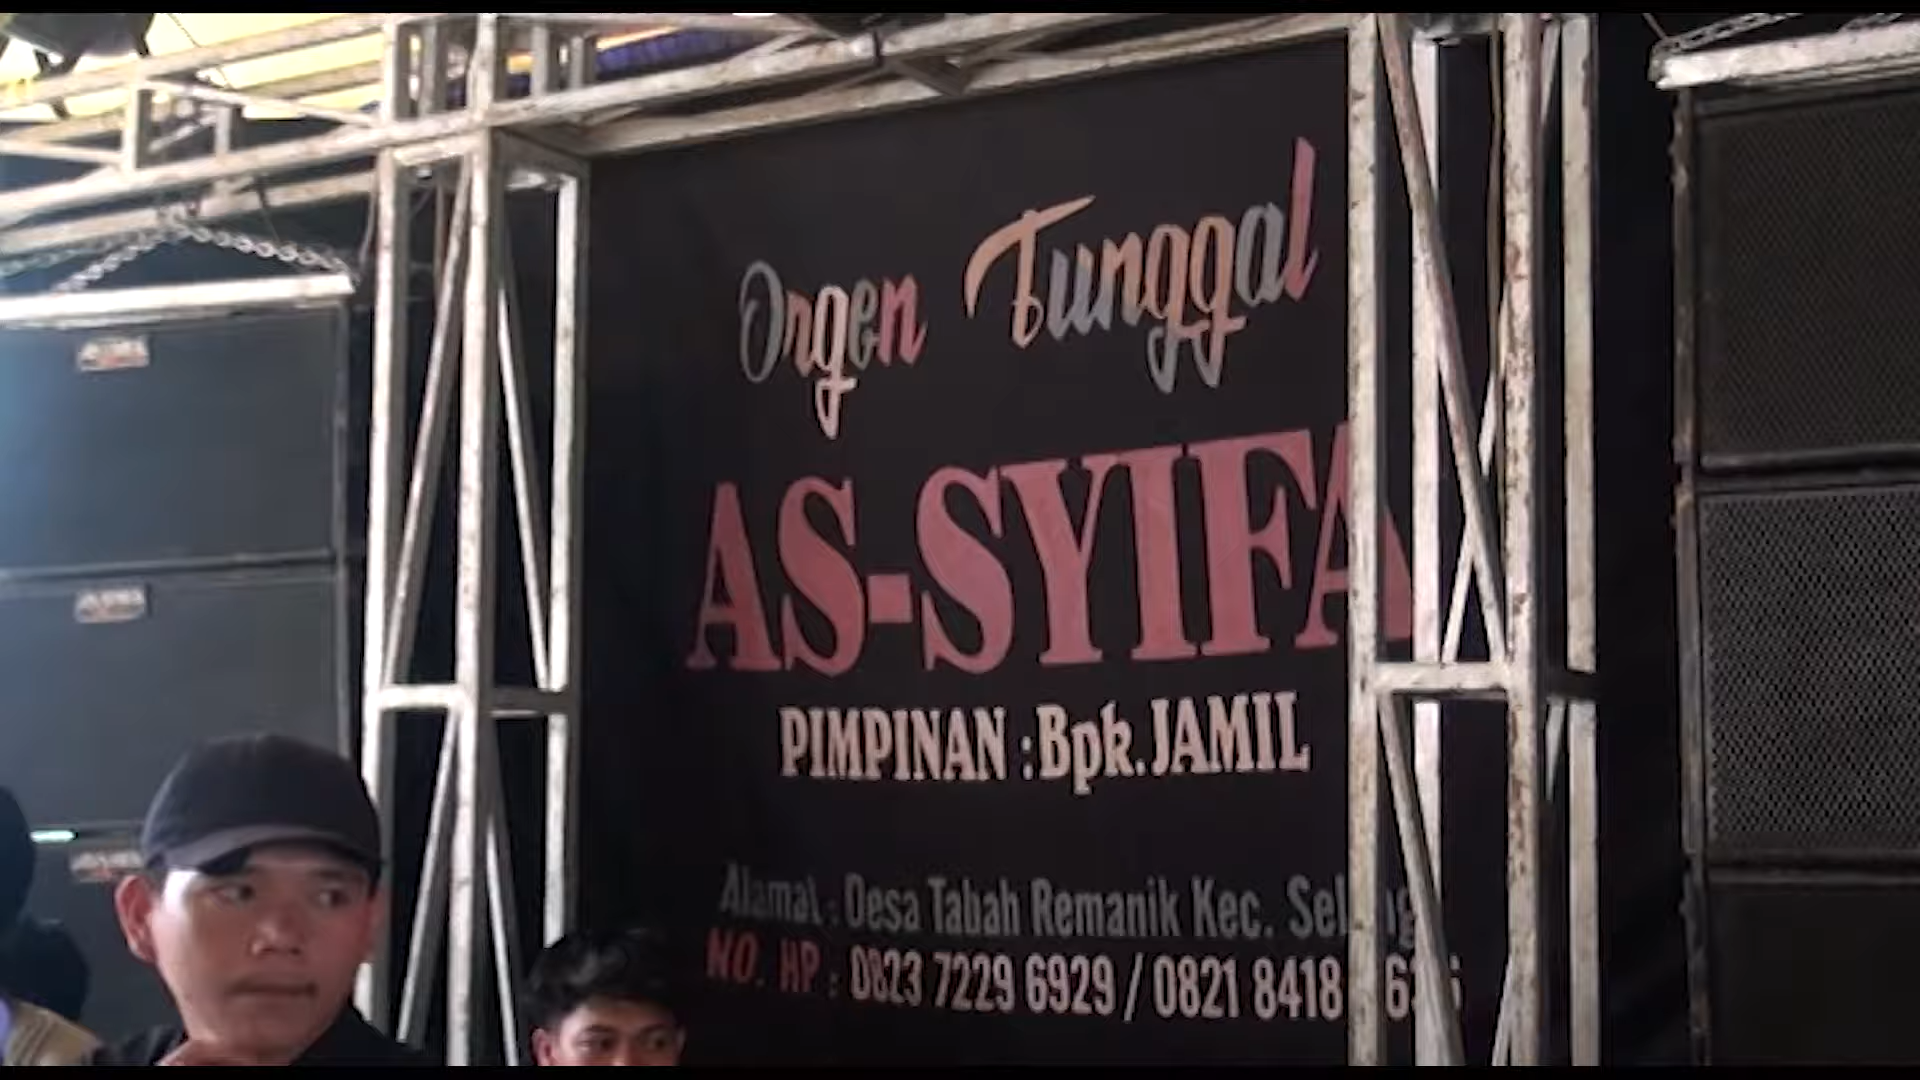 Orgen Tunggal
AS-SYIFA
PIMPINAN : Bpk. JAMIL
Alamat : Desa Tabah Remanik Kec.
NO. HP : 0823 7229 6929 / 0821 8418